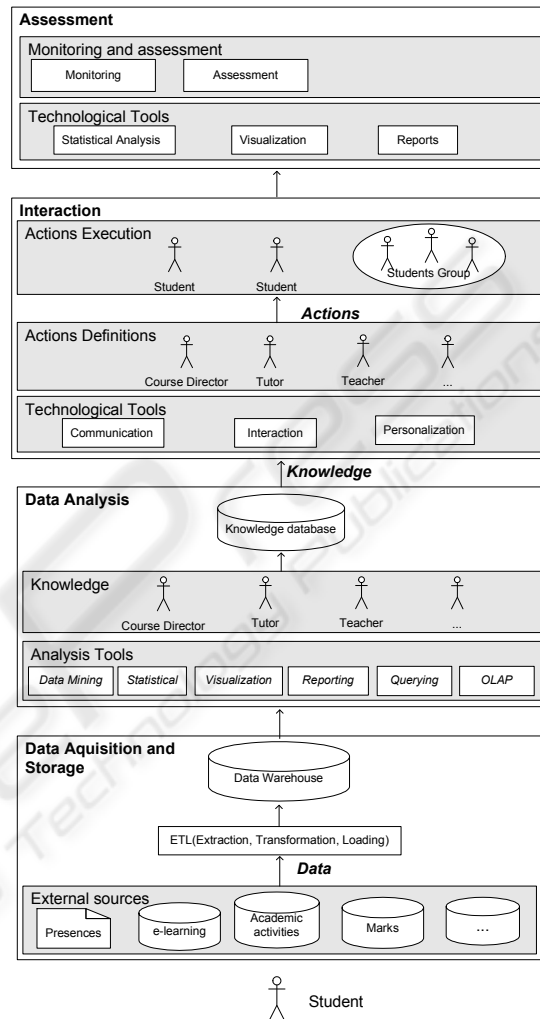 Assessment
Monitoring and assessment
Monitoring Assessment
Technological Tools
Statistical Analysis Visualization Reports
Interaction
Actions Execution
Student Student Students Group
Actions
Actions Definitions
Course Director Tutor Teacher ...
Technological Tools
Communication Interaction Personalization
Knowledge
Data Analysis
Knowledge database
Knowledge
Course Director Tutor Teacher ...
Analysis Tools
Data Mining Statistical Visualization Reporting Querying OLAP
Data Aquisition and
Storage
Data Warehouse
ETL(Extraction, Transformation, Loading)
Data
External sources
Presences e-learning Academic
activities Marks ...
Student